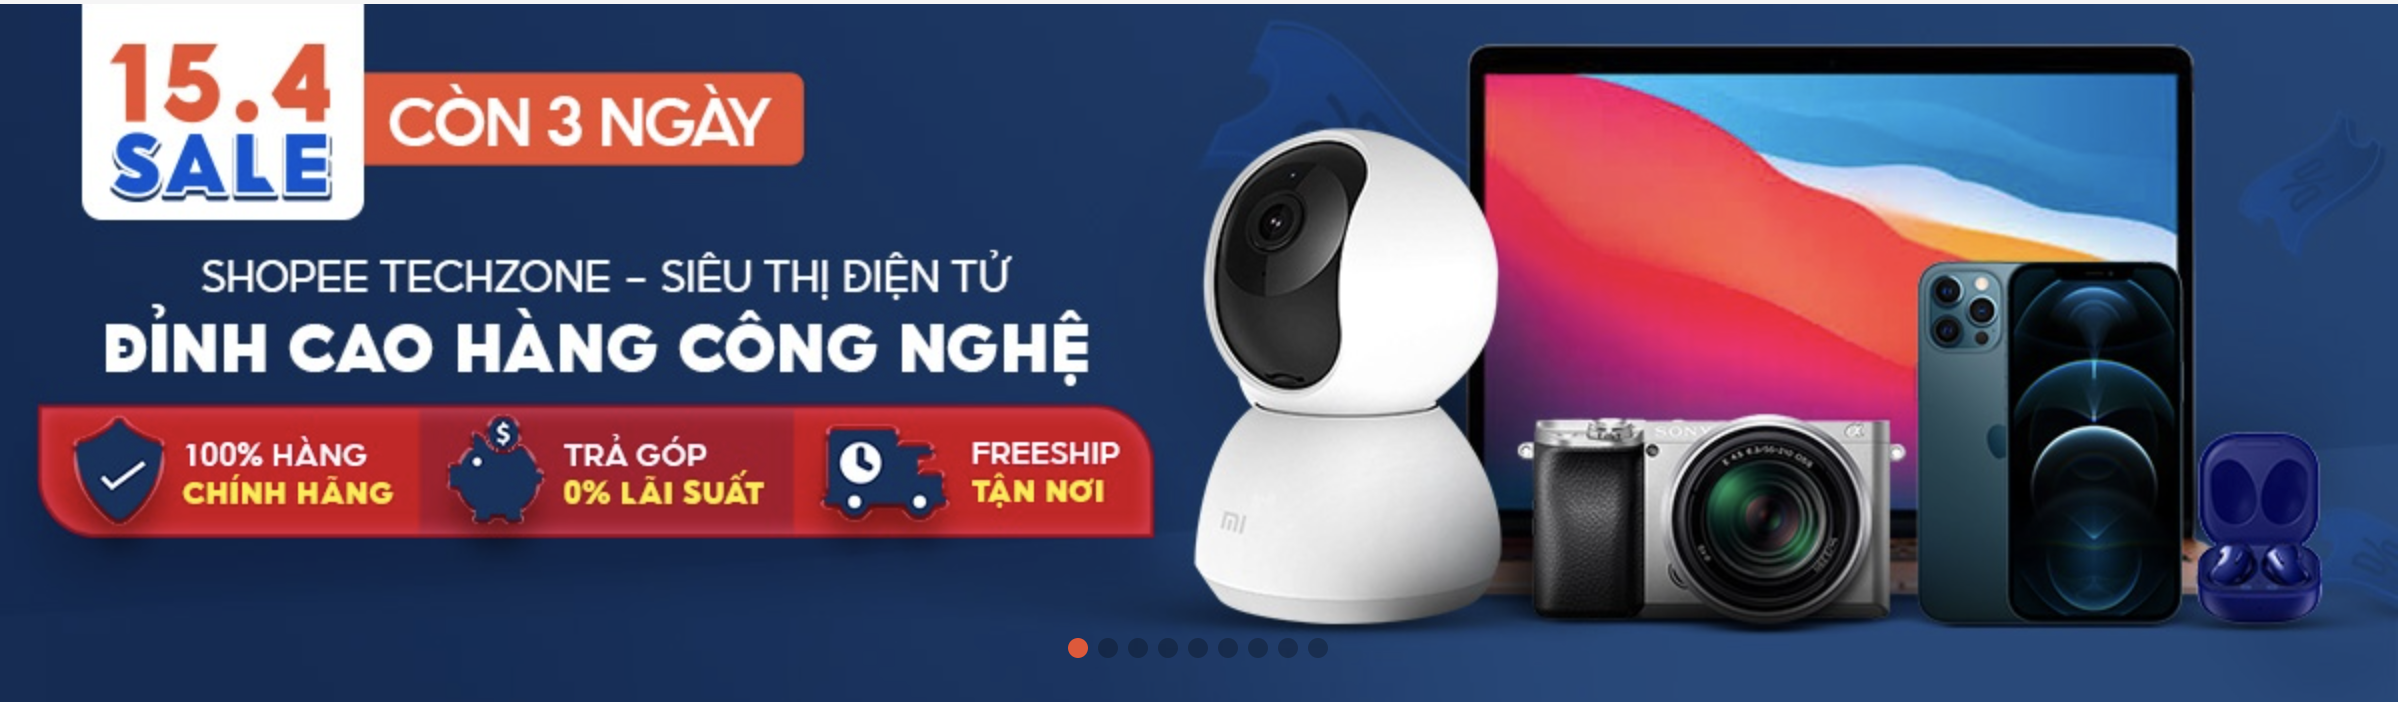 15.4
SALE
CÒN 3 NGÀY
SHOPEE TECHZONE – SIÊU THỊ ĐIỆN TỬ
ĐỈNH CAO HÀNG CÔNG NGHỆ
100% HÀNG
CHÍNH HÃNG
$
TRẢ GÓP
0% LÃI SUẤT
FREESHIP
TẬN NƠI
MI
SONY
α